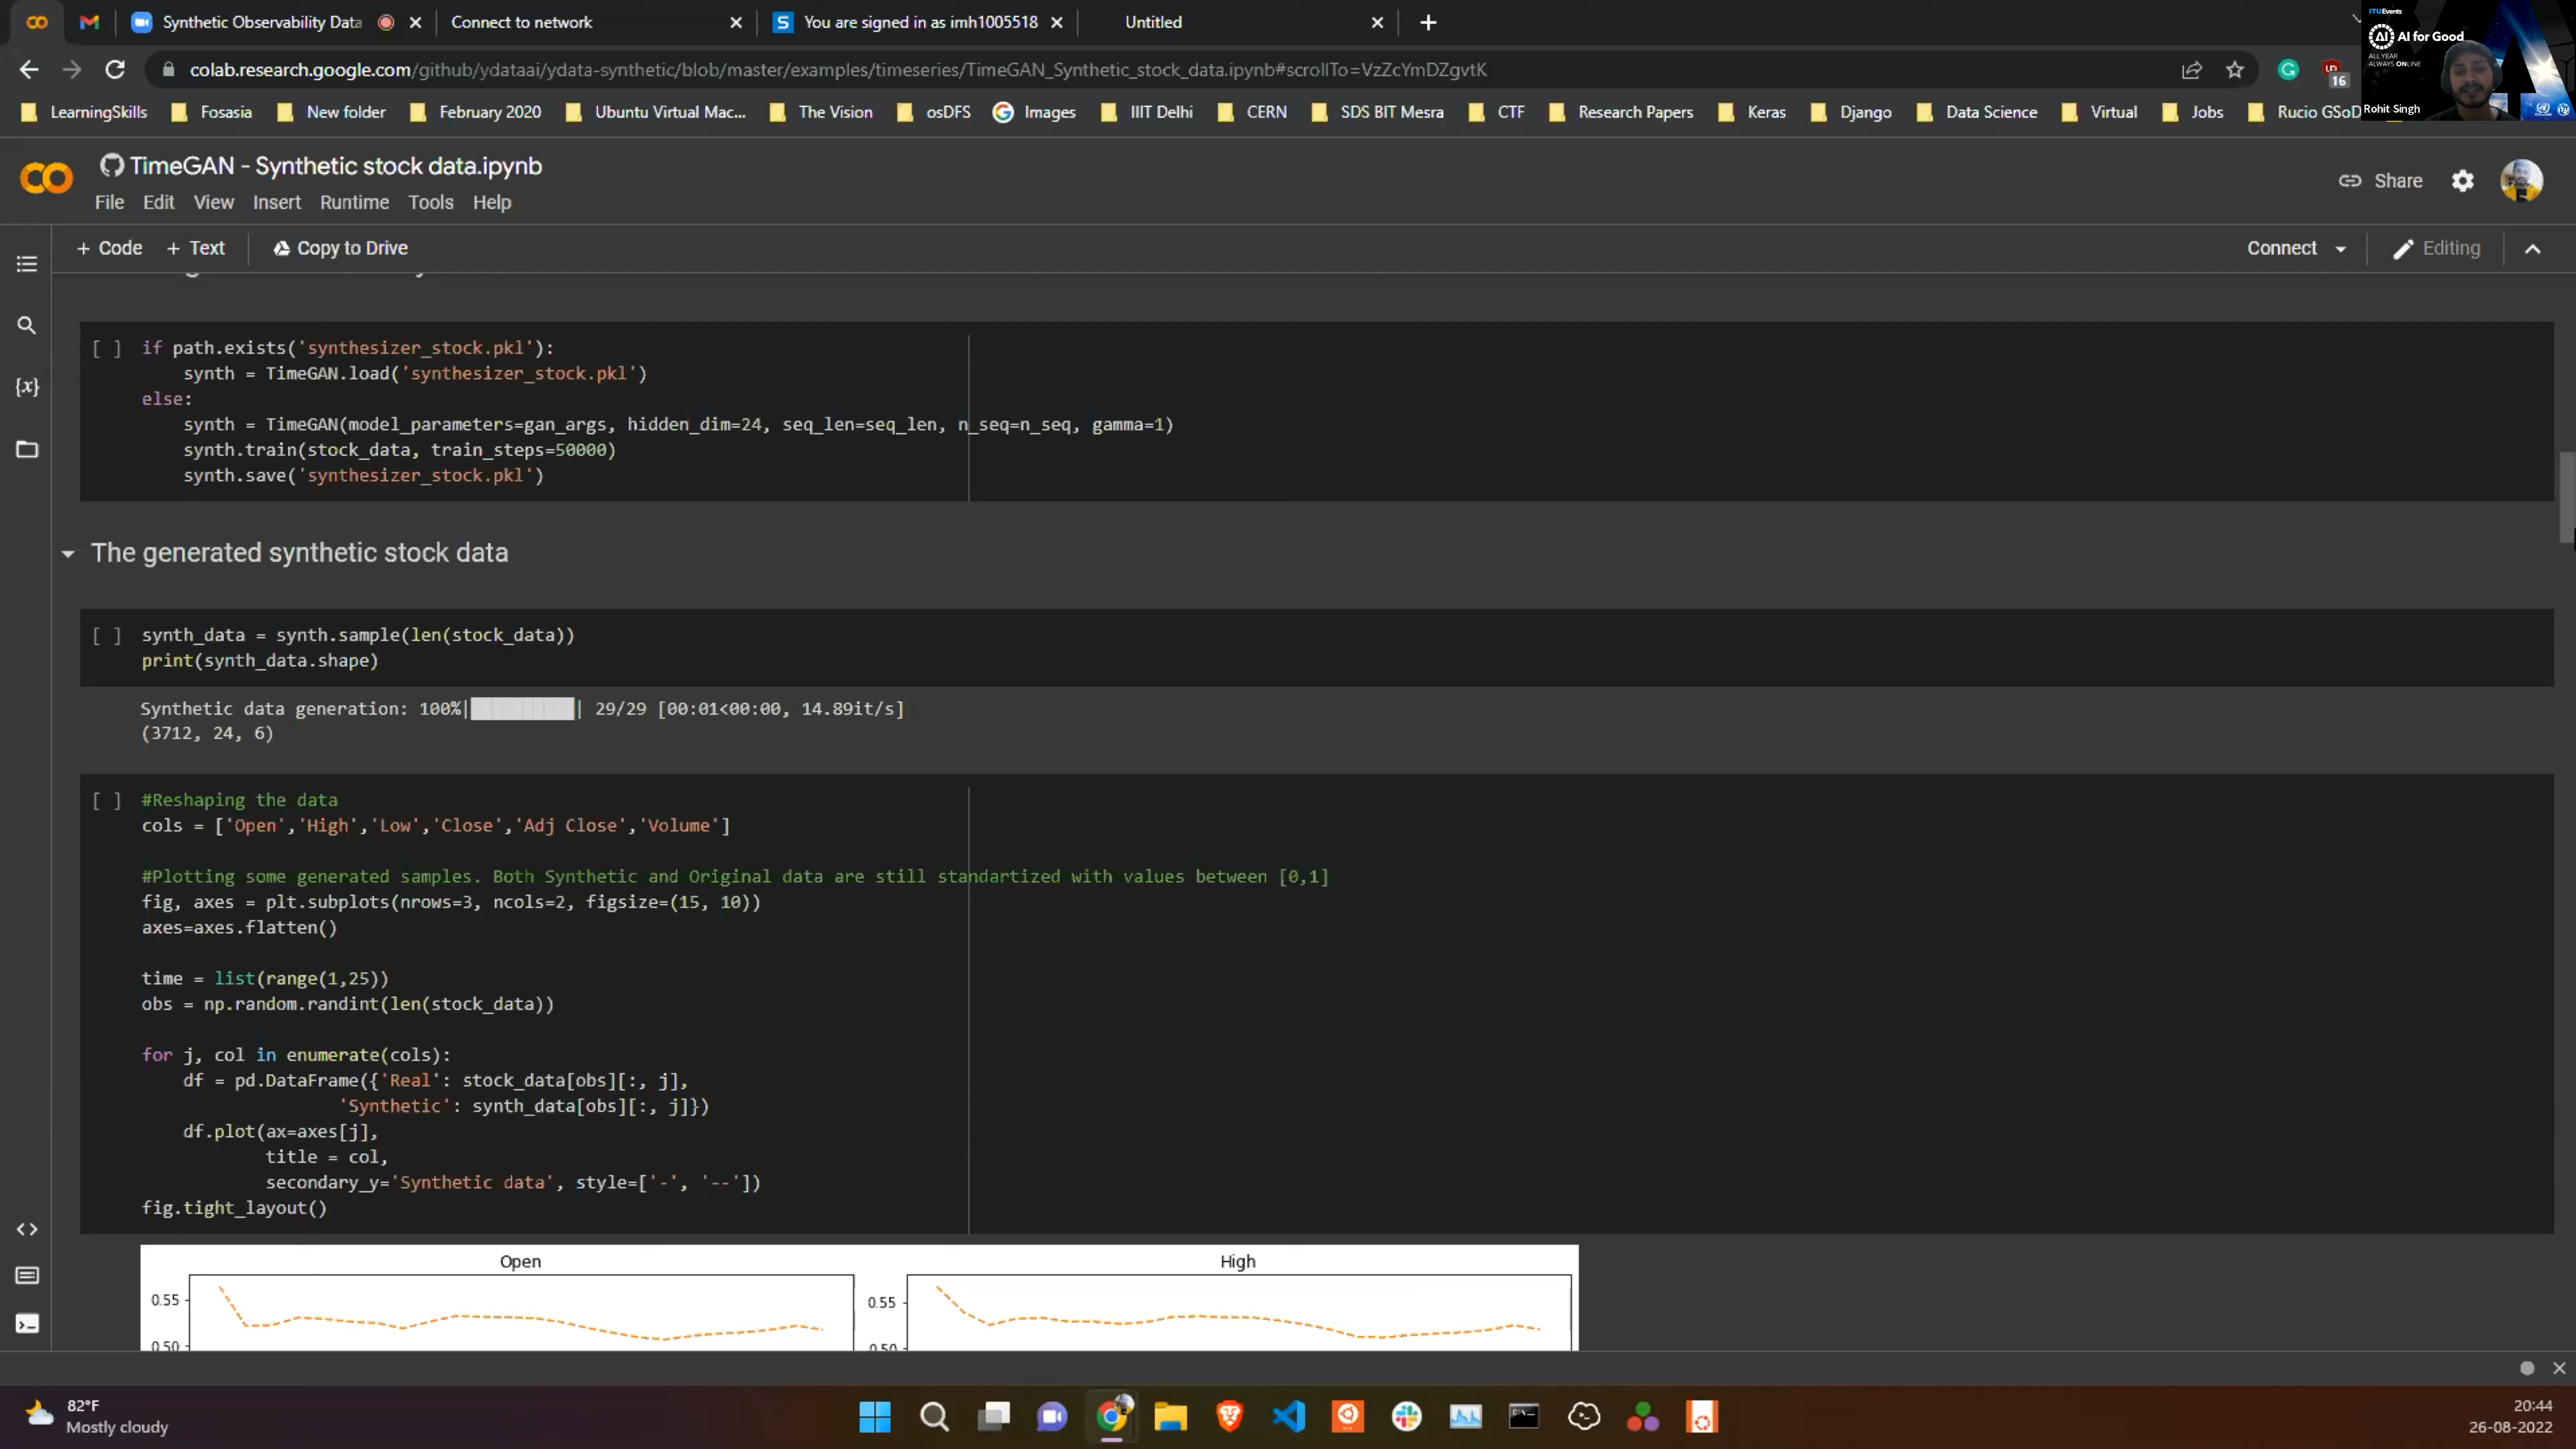 Synthetic Observability Data
Connect to network
You are signed in as imh1005518
Untitled
colab.research.google.com/github/ydataai/ydata-synthetic/blob/master/examples/timeseries/TimeGAN_Synthetic_stock_data.ipynb#scrollTo=VzZcYmDZgvtK
16
ITUEvents
AI for Good
ALL YEAR
ALWAYS ONLINE
Rohit Singh
LearningSkills
Fosasia
New folder
February 2020
Ubuntu Virtual Mac...
The Vision
osDFS
Images
IIIT Delhi
CERN
SDS BIT Mesra
CTF
Research Papers
Keras
Django
Data Science
Virtual
Jobs
Rucio GSoD
TimeGAN - Synthetic stock data.ipynb
File Edit View Insert Runtime Tools Help
Share
+ Code + Text Copy to Drive
Connect
Editing
[ ] if path.exists('synthesizer_stock.pkl'):
synth = TimeGAN.load('synthesizer_stock.pkl')
else:
synth = TimeGAN(model_parameters=gan_args, hidden_dim=24, seq_len=seq_len, n_seq=n_seq, gamma=1)
synth.train(stock_data, train_steps=50000)
synth.save('synthesizer_stock.pkl')
The generated synthetic stock data
[ ] synth_data = synth.sample(len(stock_data))
print(synth_data.shape)
Synthetic data generation: 100%|██████████| 29/29 [00:01<00:00, 14.89it/s]
(3712, 24, 6)
[ ] #Reshaping the data
cols = ['Open','High','Low','Close','Adj Close','Volume']
#Plotting some generated samples. Both Synthetic and Original data are still standartized with values between [0,1]
fig, axes = plt.subplots(nrows=3, ncols=2, figsize=(15, 10))
axes=axes.flatten()
time = list(range(1,25))
obs = np.random.randint(len(stock_data))
for j, col in enumerate(cols):
df = pd.DataFrame({'Real': stock_data[obs][:, j],
'Synthetic': synth_data[obs][:, j]})
df.plot(ax=axes[j],
title = col,
secondary_y='Synthetic data', style=['-', '--'])
fig.tight_layout()
Open
High
0.55
0.55
0.50
0.50
82°F
Mostly cloudy
20:44
26-08-2022